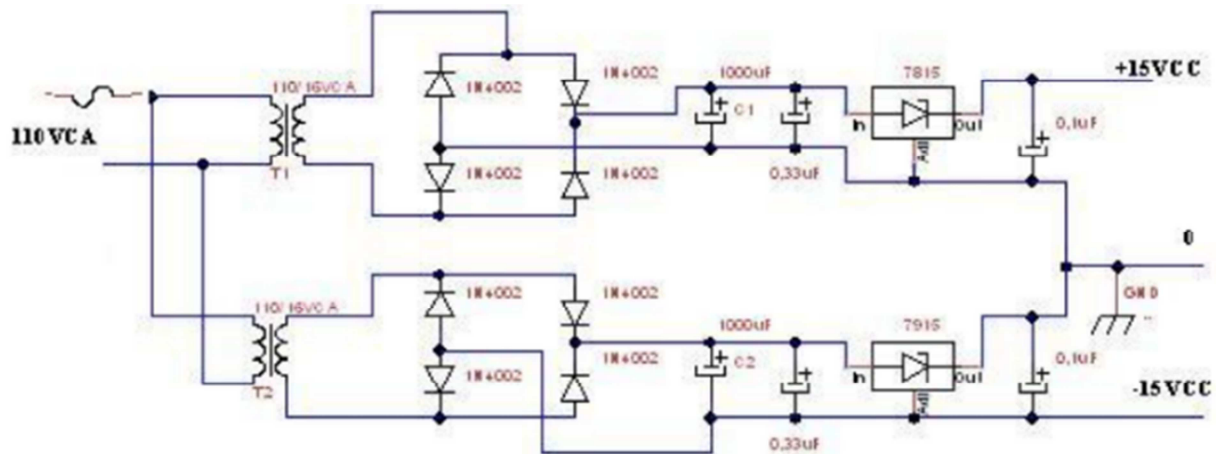 110 VCA
110/16VCA
T1
1N4002
1N4002
1N4002
1N4002
1000uF
C1
0,33uF
7815
In
Out
Adj
0,1uF
+15VCC
0
GND
110/16VCA
T2
1N4002
1N4002
1N4002
1N4002
1000uF
C2
0,33uF
7915
In
Out
Adj
0,1uF
-15VCC